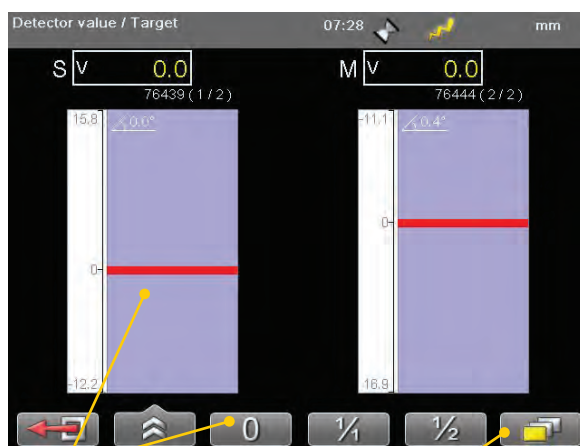 Detector value / Target 07:28 mm
S V 0.0 M V 0.0
76439 (1/2) 76444 (2/2)
15.8 0.0° -11.1 0.4°
0
0
-12.2 16.9
0 1/1 1/2